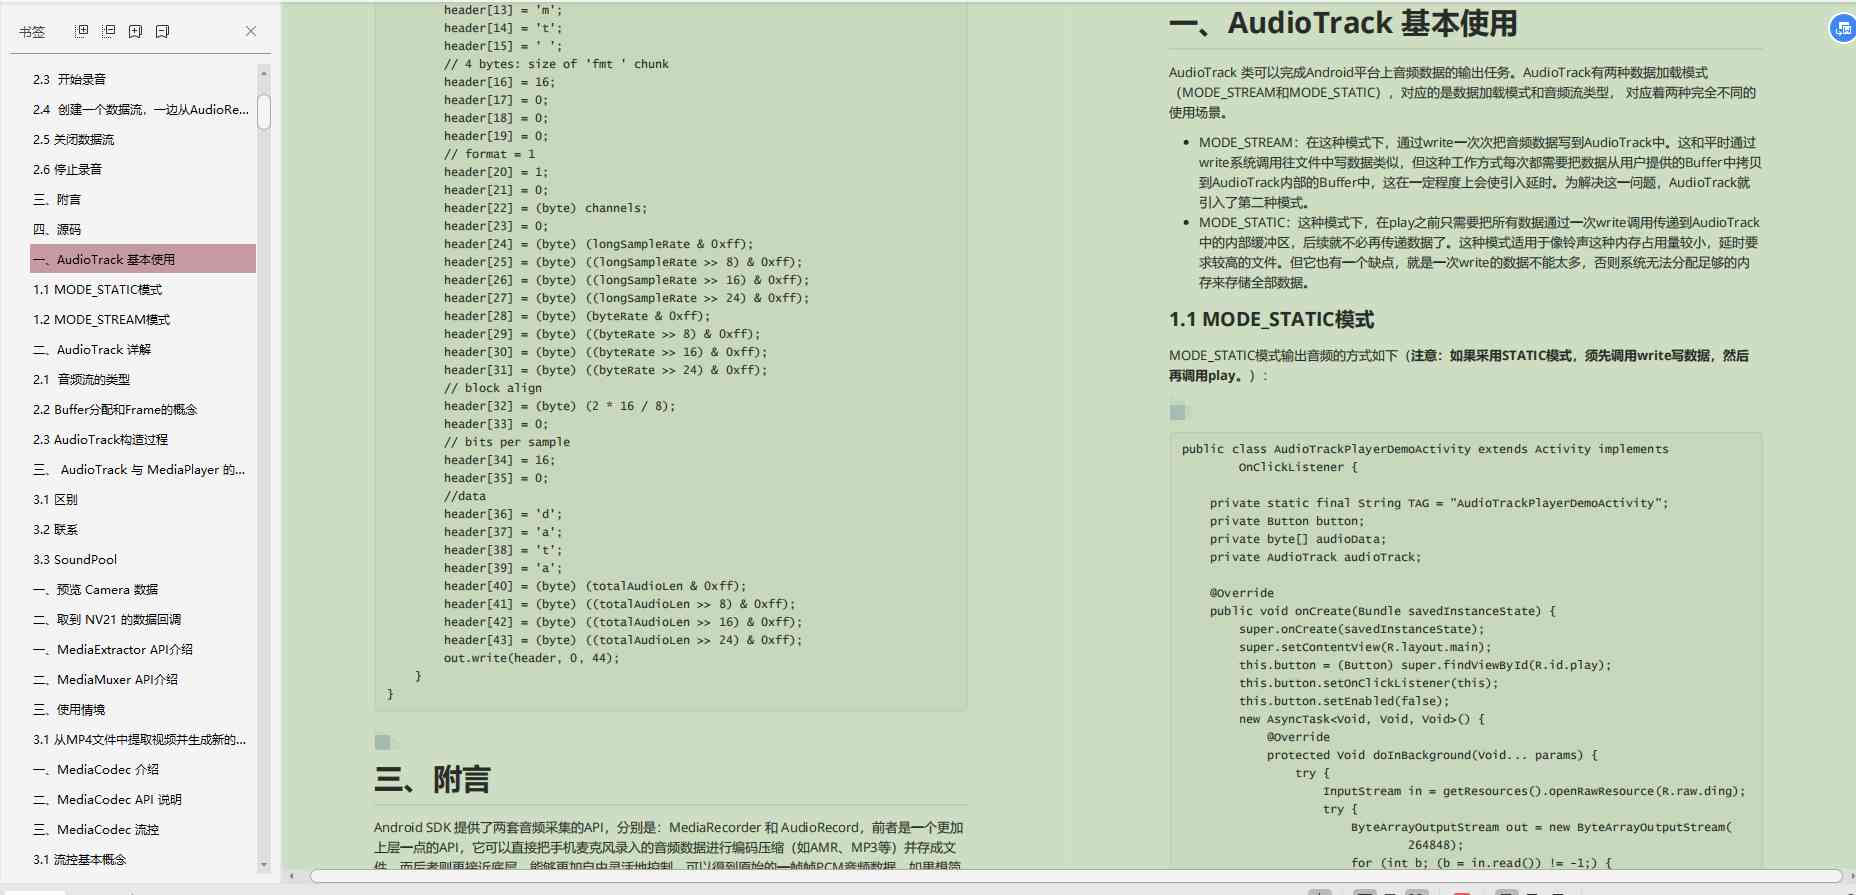 书签
2.3 开始录音
2.4 创建一个数据流，一边从AudioRe...
2.5 关闭数据流
2.6 停止录音
三、附言
四、源码
一、AudioTrack 基本使用
1.1 MODE_STATIC模式
1.2 MODE_STREAM模式
二、AudioTrack 详解
2.1 音频流的类型
2.2 Buffer分配和Frame的概念
2.3 AudioTrack构造过程
三、 AudioTrack 与 MediaPlayer 的...
3.1 区别
3.2 联系
3.3 SoundPool
一、预览 Camera 数据
二、取到 NV21 的数据回调
一、MediaExtractor API介绍
二、MediaMuxer API介绍
三、使用情境
3.1 从MP4文件中提取视频并生成新的...
一、MediaCodec 介绍
二、MediaCodec API 说明
三、MediaCodec 流控
3.1 流控基本概念
header[13] = 'm';
header[14] = 't';
header[15] = ' ';
// 4 bytes: size of 'fmt ' chunk
header[16] = 16;
header[17] = 0;
header[18] = 0;
header[19] = 0;
// format = 1
header[20] = 1;
header[21] = 0;
header[22] = (byte) channels;
header[23] = 0;
header[24] = (byte) (longSampleRate & 0xff);
header[25] = (byte) ((longSampleRate >> 8) & 0xff);
header[26] = (byte) ((longSampleRate >> 16) & 0xff);
header[27] = (byte) ((longSampleRate >> 24) & 0xff);
header[28] = (byte) (byteRate & 0xff);
header[29] = (byte) ((byteRate >> 8) & 0xff);
header[30] = (byte) ((byteRate >> 16) & 0xff);
header[31] = (byte) ((byteRate >> 24) & 0xff);
// block align
header[32] = (byte) (2 * 16 / 8);
header[33] = 0;
// bits per sample
header[34] = 16;
header[35] = 0;
//data
header[36] = 'd';
header[37] = 'a';
header[38] = 't';
header[39] = 'a';
header[40] = (byte) (totalAudioLen & 0xff);
header[41] = (byte) ((totalAudioLen >> 8) & 0xff);
header[42] = (byte) ((totalAudioLen >> 16) & 0xff);
header[43] = (byte) ((totalAudioLen >> 24) & 0xff);
out.write(header, 0, 44);
}
}
三、附言
Android SDK 提供了两套音频采集的API，分别是：MediaRecorder 和 AudioRecord，前者是一个更加
上层一点的API，它可以直接把手机麦克风录入的音频数据进行编码压缩（如AMR、MP3等）并存成文
件，而后者则更接近底层，能够更加自由灵活地控制，可以得到原始的一帧帧PCM音频数据。如果想简
一、AudioTrack 基本使用
AudioTrack 类可以完成Android平台上音频数据的输出任务。AudioTrack有两种数据加载模式
（MODE_STREAM和MODE_STATIC），对应的是数据加载模式和音频流类型， 对应着两种完全不同的
使用场景。
• MODE_STREAM：在这种模式下，通过write一次次把音频数据写到AudioTrack中。这和平时通过
write系统调用往文件中写数据类似，但这种工作方式每次都需要把数据从用户提供的Buffer中拷贝
到AudioTrack内部的Buffer中，这在一定程度上会使引入延时。为解决这一问题，AudioTrack就
引入了第二种模式。
• MODE_STATIC：这种模式下，在play之前只需要把所有数据通过一次write调用传递到AudioTrack
中的内部缓冲区，后续就不必再传递数据了。这种模式适用于像铃声这种内存占用量较小，延时要
求较高的文件。但它也有一个缺点，就是一次write的数据不能太多，否则系统无法分配足够的内
存来存储全部数据。
1.1 MODE_STATIC模式
MODE_STATIC模式输出音频的方式如下（注意：如果采用STATIC模式，须先调用write写数据，然后
再调用play。）：
public class AudioTrackPlayerDemoActivity extends Activity implements
OnClickListener {
private static final String TAG = "AudioTrackPlayerDemoActivity";
private Button button;
private byte[] audioData;
private AudioTrack audioTrack;
@Override
public void onCreate(Bundle savedInstanceState) {
super.onCreate(savedInstanceState);
super.setContentView(R.layout.main);
this.button = (Button) super.findViewById(R.id.play);
this.button.setOnClickListener(this);
this.button.setEnabled(false);
new AsyncTask<Void, Void, Void>() {
@Override
protected Void doInBackground(Void... params) {
try {
InputStream in = getResources().openRawResource(R.raw.ding);
try {
ByteArrayOutputStream out = new ByteArrayOutputStream(
264848);
for (int b; (b = in.read()) != -1;) {